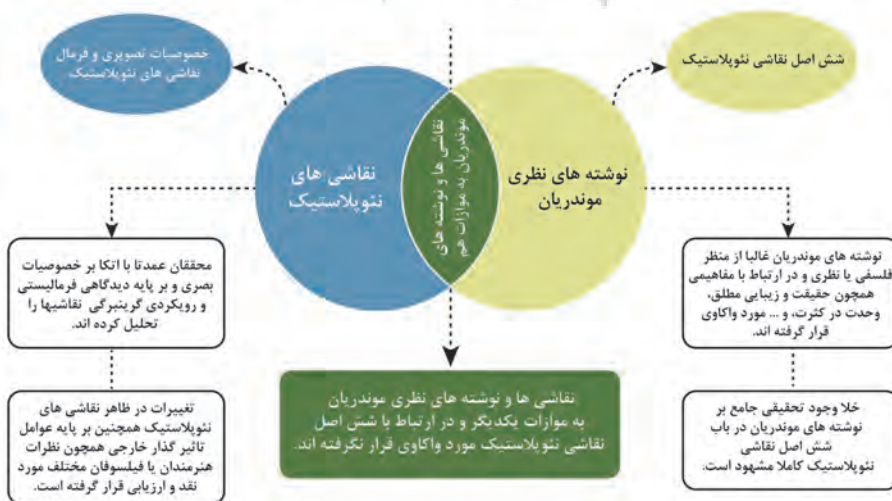 شش اصل نقاشی نئوپلاستیک
خصوصیات تصویری و فرمال
نقاشی های نئوپلاستیک
نوشته های نظری
موندریان
نقاشی ها و نوشته های
موندریان به موازات هم
نقاشی های
نئوپلاستیک
نوشته های موندریان غالبا از منظر
فلسفی یا نظری و در ارتباط با مفاهیمی
همچون حقیقت و زیبایی مطلق،
وحدت در کثرت، و ... مورد واکاوی
قرار گرفته اند.
محققان عمدتا با اتکا بر خصوصیات
بصری و بر پایه دیدگاهی فرمالیستی
و رویکردی گرینبرگی نقاشیها را
تحلیل کرده اند.
نقاشی ها و نوشته های نظری موندریان
به موازات یکدیگر و در ارتباط با شش اصل
نقاشی نئوپلاستیک مورد واکاوی قرار نگرفته اند.
خلا وجود تحقیقی جامع بر
نوشته های موندریان در باب
شش اصل نقاشی
نئوپلاستیک کاملا مشهود است.
تغییرات در ظاهر نقاشی های
نئوپلاستیک همچنین بر پایه عوامل
تاثیر گذار خارجی همچون نظرات
هنرمندان یا فیلسوفان مختلف مورد
نقد و ارزیابی قرار گرفته است.